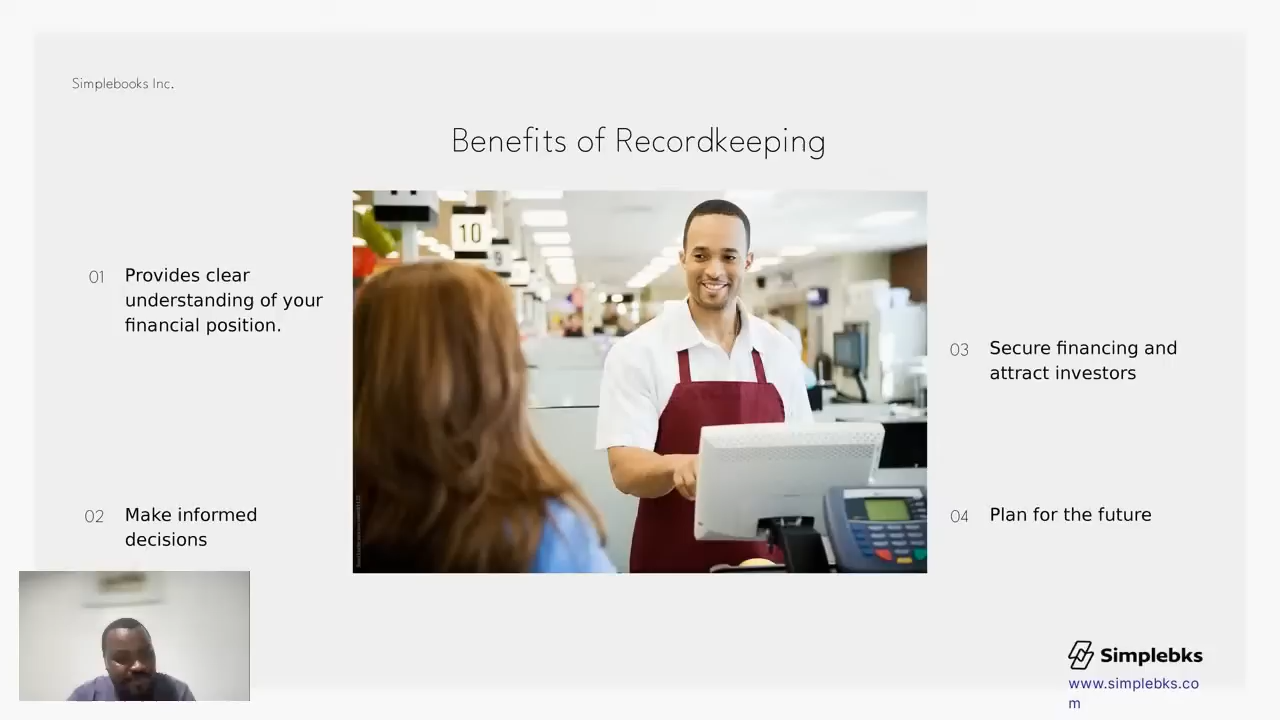 Simplebooks Inc.
Benefits of Recordkeeping
10
9
01
Provides clear
understanding of your
financial position.
02
Make informed
decisions
03
Secure financing and
attract investors
04
Plan for the future
Simplebks
www.simplebks.co
m